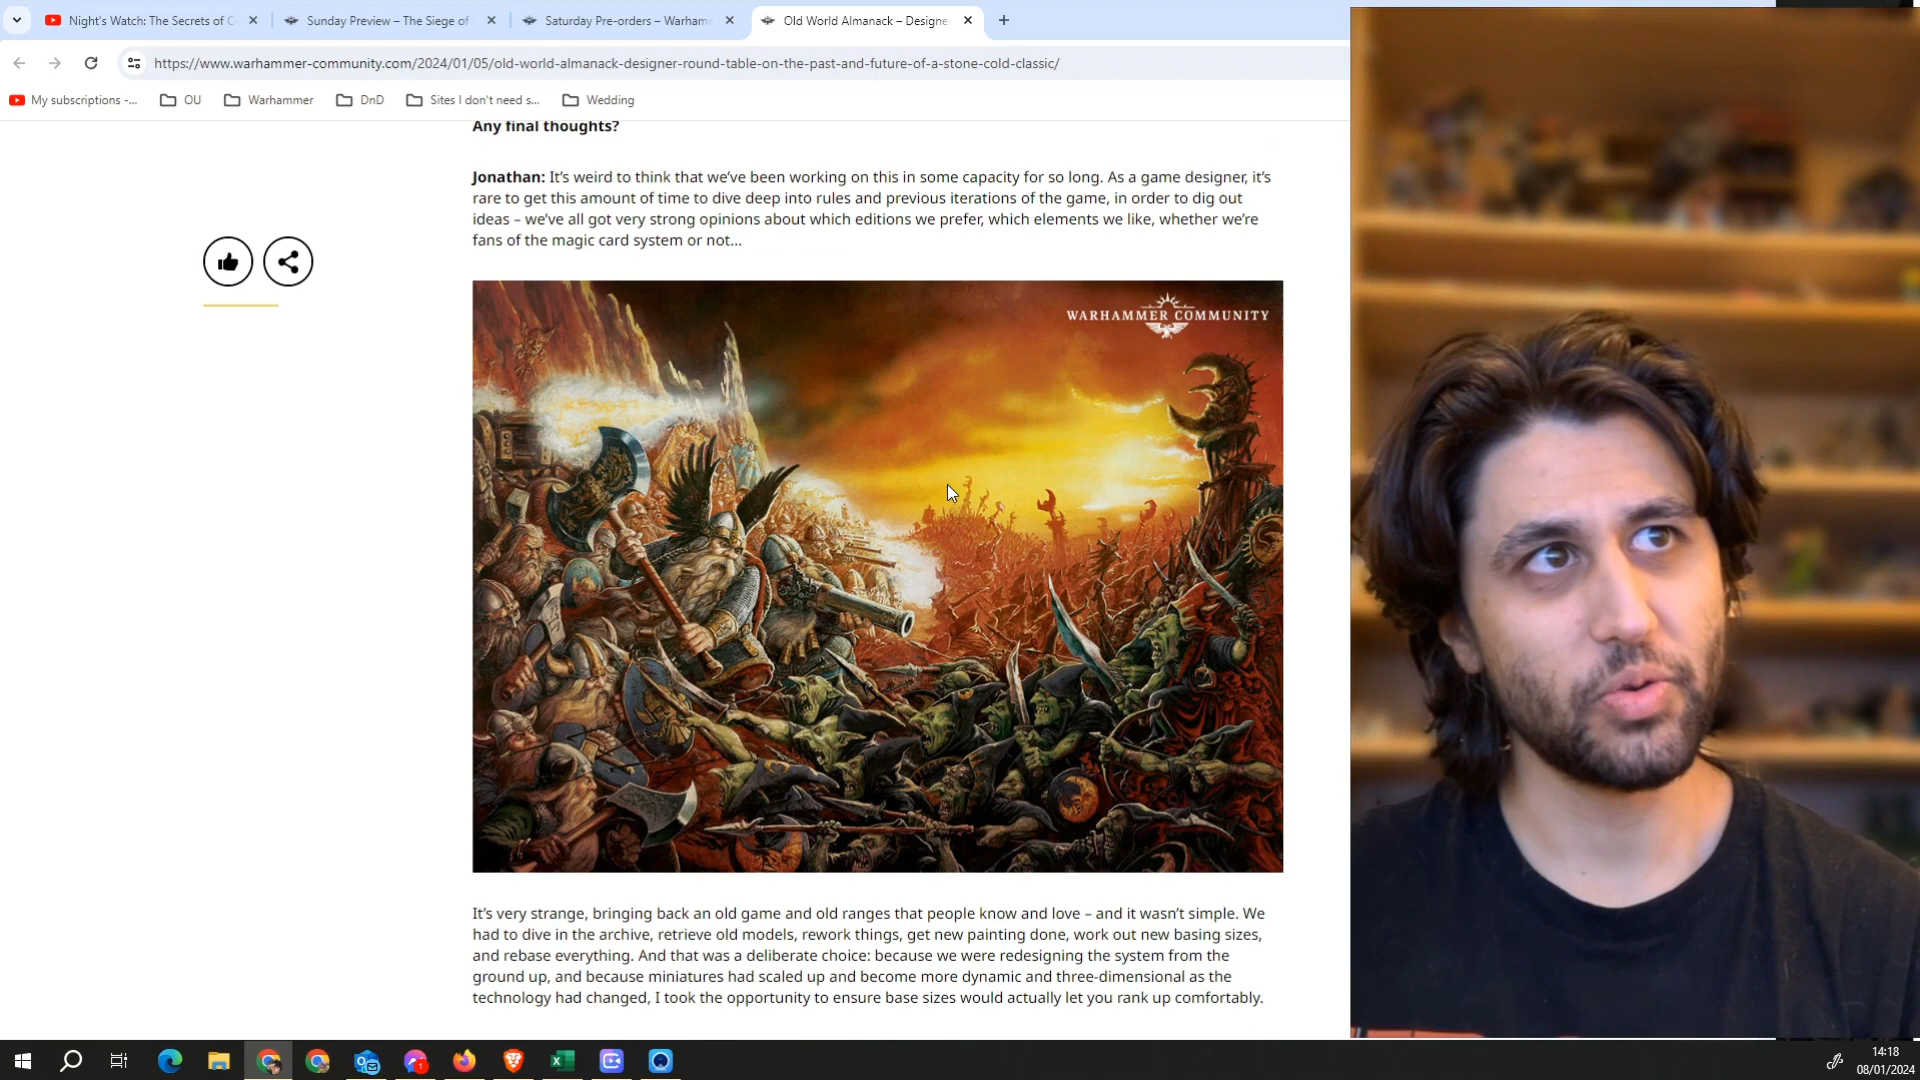 Night's Watch: The Secrets of C
Sunday Preview – The Siege of
Saturday Pre-orders – Warham
Old World Almanack – Designe
https://www.warhammer-community.com/2024/01/05/old-world-almanack-designer-round-table-on-the-past-and-future-of-a-stone-cold-classic/
My subscriptions -...
OU
Warhammer
DnD
Sites I don't need s...
Wedding
Any final thoughts?
Jonathan: It’s weird to think that we’ve been working on this in some capacity for so long. As a game designer, it’s
rare to get this amount of time to dive deep into rules and previous iterations of the game, in order to dig out
ideas – we’ve all got very strong opinions about which editions we prefer, which elements we like, whether we’re
fans of the magic card system or not…
WARHAMMER COMMUNITY
It’s very strange, bringing back an old game and old ranges that people know and love – and it wasn’t simple. We
had to dive in the archive, retrieve old models, rework things, get new painting done, work out new basing sizes,
and rebase everything. And that was a deliberate choice: because we were redesigning the system from the
ground up, and because miniatures had scaled up and become more dynamic and three-dimensional as the
technology had changed, I took the opportunity to ensure base sizes would actually let you rank up comfortably.
14:18
08/01/2024